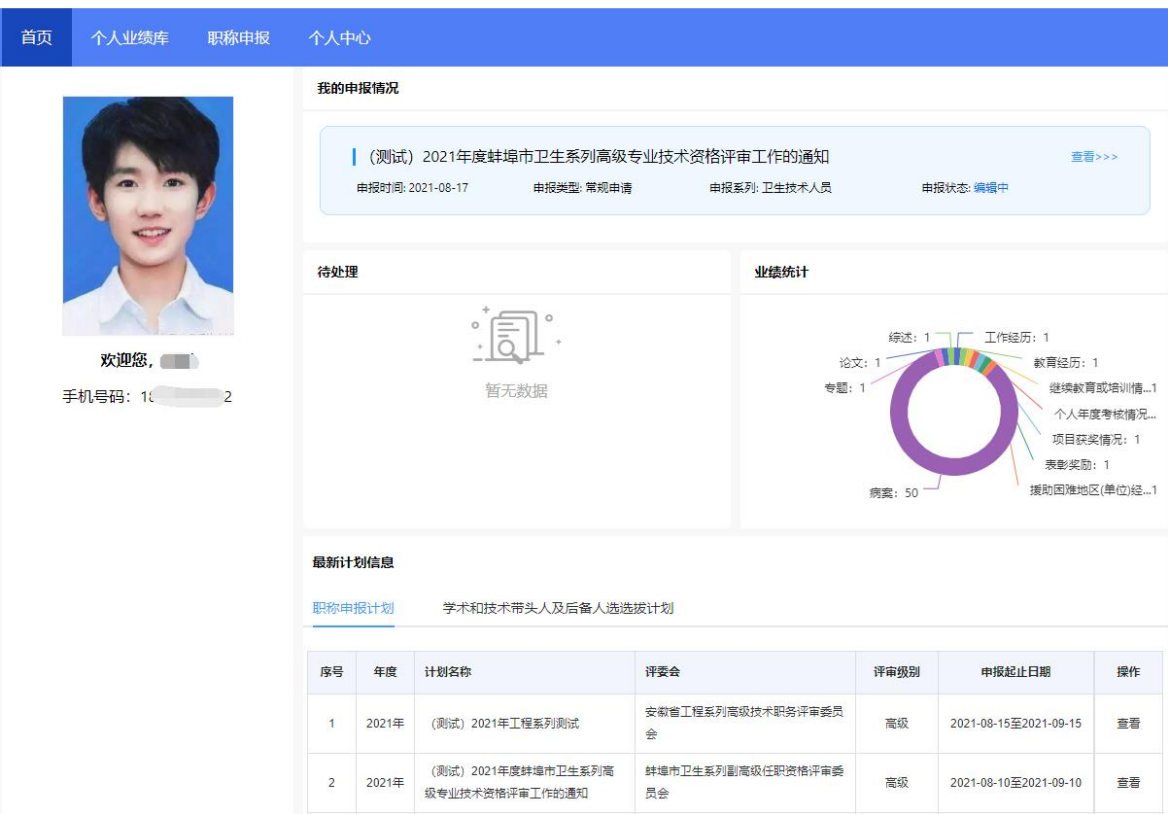 首页 个人业绩库 职称申报 个人中心
欢迎您,
手机号码：18 2
我的申报情况
（测试）2021年度蚌埠市卫生系列高级专业技术资格评审工作的通知 查看>>>
申报时间: 2021-08-17 申报类型: 常规申请 申报系列: 卫生技术人员 申报状态: 编辑中
待处理
暂无数据
业绩统计
综述：1 工作经历：1
论文：1 教育经历：1
专题：1 继续教育或培训情...1
个人年度考核情况...
项目获奖情况：1
表彰奖励：1
病案：50 援助困难地区(单位)经...1
最新计划信息
职称申报计划 学术和技术带头人及后备人选选拔计划
序号 年度 计划名称 评委会 评审级别 申报起止日期 操作
1 2021年 （测试）2021年工程系列测试 安徽省工程系列高级技术职务评审委员
会 高级 2021-08-15至2021-09-15 查看
2 2021年 （测试）2021年度蚌埠市卫生系列高 蚌埠市卫生系列副高级任职资格评审委 高级 2021-08-10至2021-09-10 查看
级专业技术资格评审工作的通知 员会